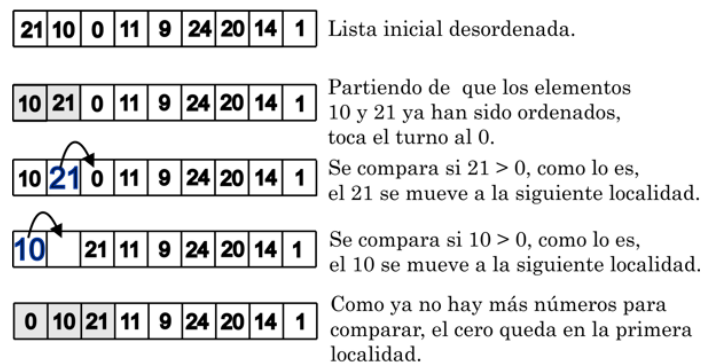 21 10 0 11 9 24 20 14 1 Lista inicial desordenada.
10 21 0 11 9 24 20 14 1 Partiendo de que los elementos
10 y 21 ya han sido ordenados,
toca el turno al 0.
10 21 0 11 9 24 20 14 1 Se compara si 21 > 0, como lo es,
el 21 se mueve a la siguiente localidad.
10 21 11 9 24 20 14 1 Se compara si 10 > 0, como lo es,
el 10 se mueve a la siguiente localidad.
0 10 21 11 9 24 20 14 1 Como ya no hay más números para
comparar, el cero queda en la primera
localidad.